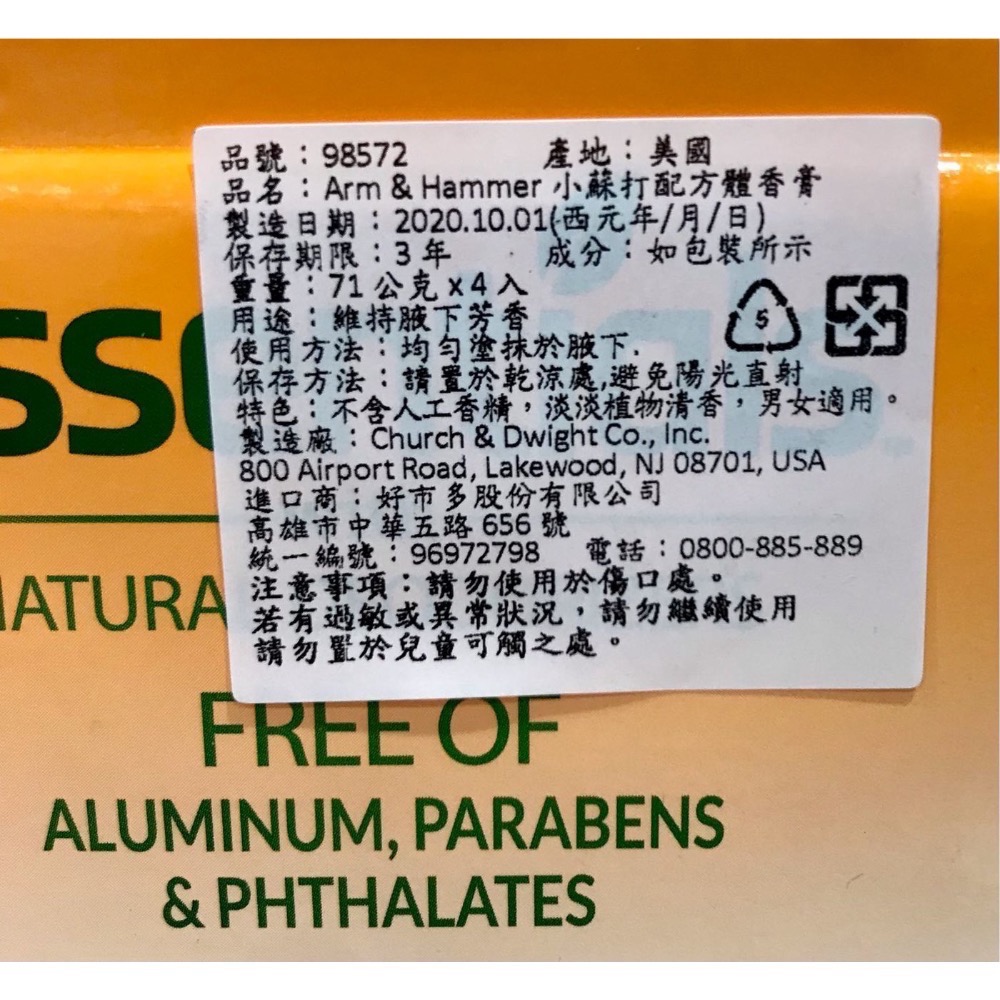 品號：98572 產地：美國
品名：Arm & Hammer 小蘇打配方體香膏
製造日期：2020.10.01(西元年/月/日)
保存期限：3 年 成分：如包裝所示
重量：71 公克 x 4 入
用途：維持腋下芳香
使用方法：均勻塗抹於腋下.
保存方法：請置於乾涼處,避免陽光直射
特色：不含人工香精，淡淡植物清香，男女適用。
製造廠：Church & Dwight Co., Inc.
800 Airport Road, Lakewood, NJ 08701, USA
進口商：好市多股份有限公司
高雄市中華五路 656 號
統一編號：96972798 電話：0800-885-889
注意事項：請勿使用於傷口處。
若有過敏或異常狀況，請勿繼續使用
請勿置於兒童可觸之處。
5
FREE OF
ALUMINUM, PARABENS
& PHTHALATES